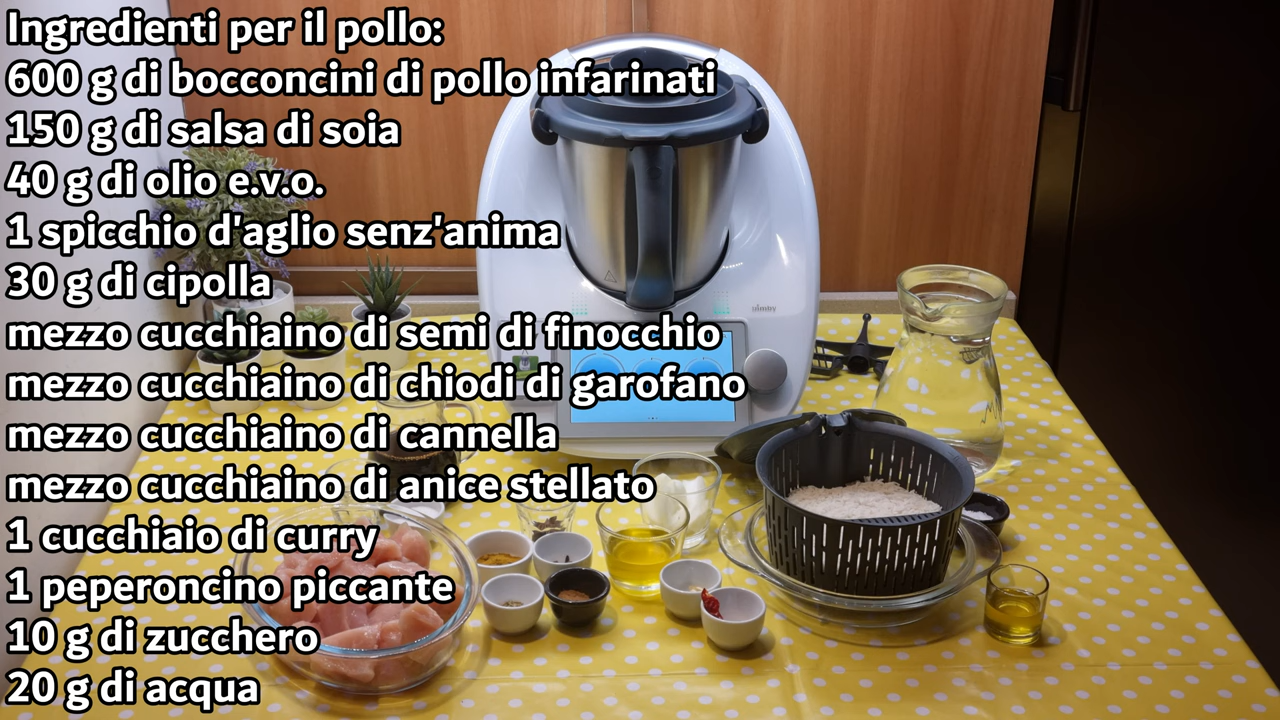 Ingredienti per il pollo:
600 g di bocconcini di pollo infarinati
150 g di salsa di soia
40 g di olio e.v.o.
1 spicchio d'aglio senz'anima
30 g di cipolla
mezzo cucchiaino di semi di finocchio
mezzo cucchiaino di chiodi di garofano
mezzo cucchiaino di cannella
mezzo cucchiaino di anice stellato
1 cucchiaio di curry
1 peperoncino piccante
10 g di zucchero
20 g di acqua